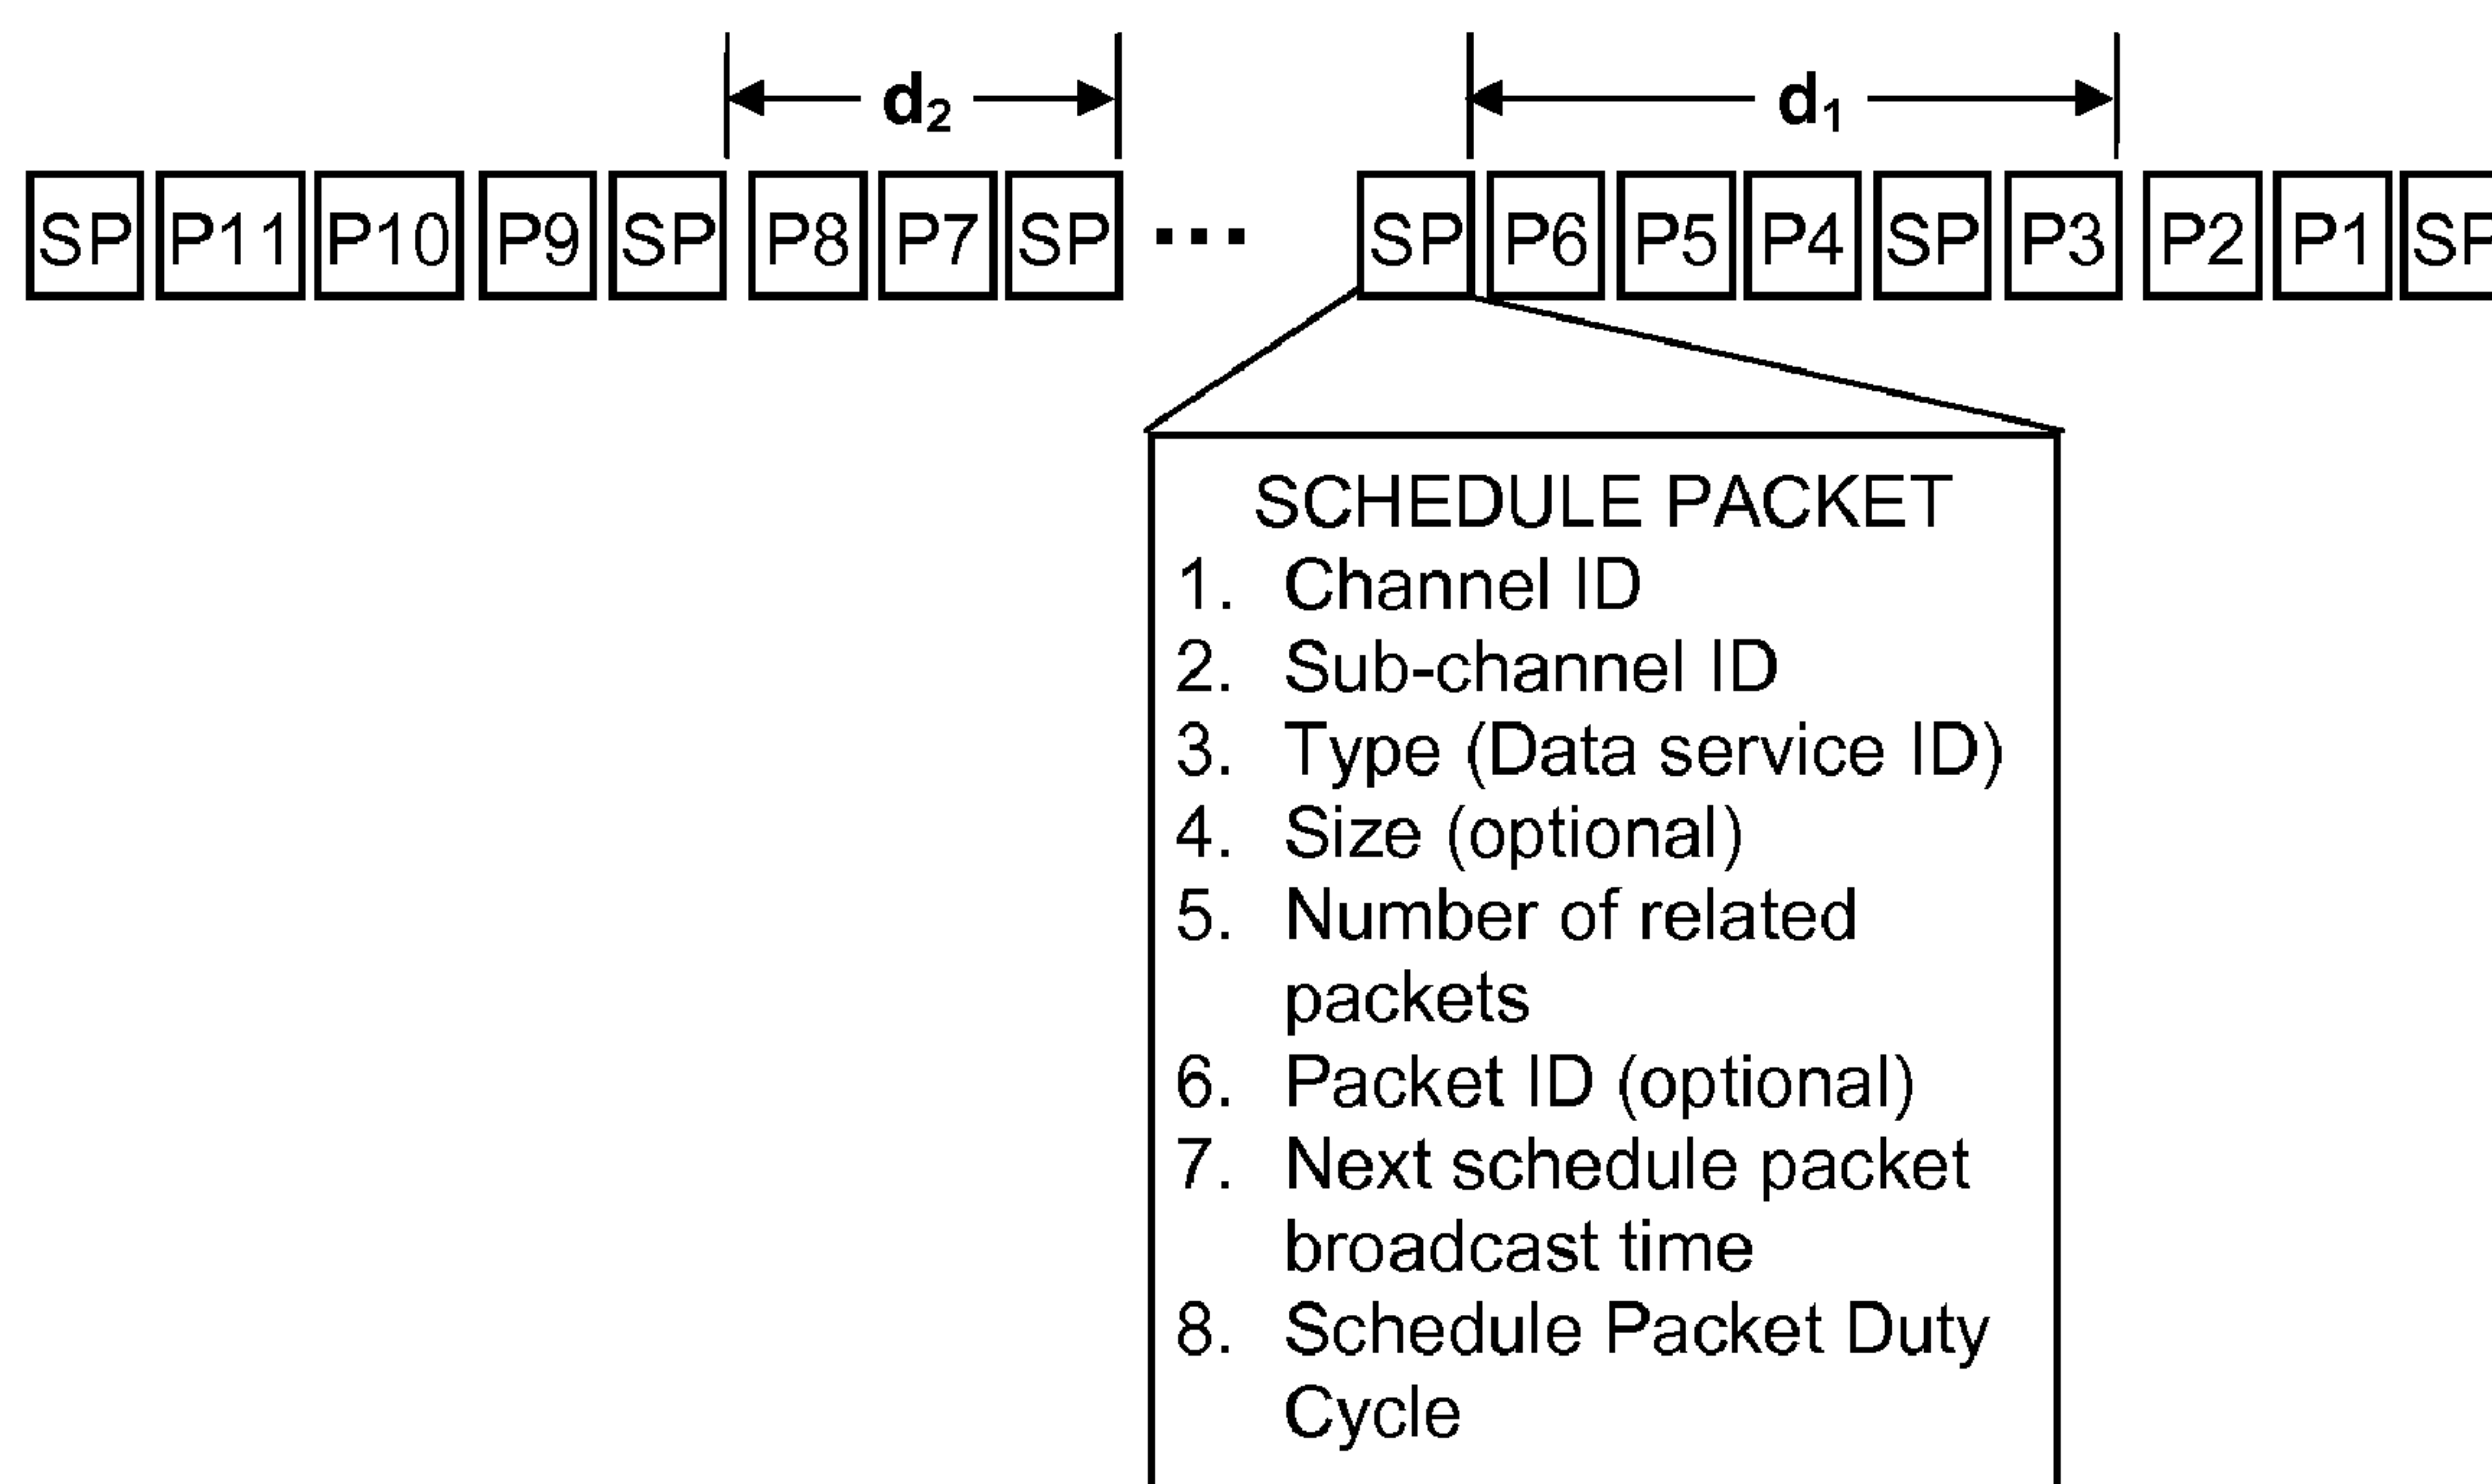 d2 d1
SP P11 P10 P9 SP P8 P7 SP ... SP P6 P5 P4 SP P3 P2 P1 SP
SCHEDULE PACKET
1. Channel ID
2. Sub-channel ID
3. Type (Data service ID)
4. Size (optional)
5. Number of related
packets
6. Packet ID (optional)
7. Next schedule packet
broadcast time
8. Schedule Packet Duty
Cycle